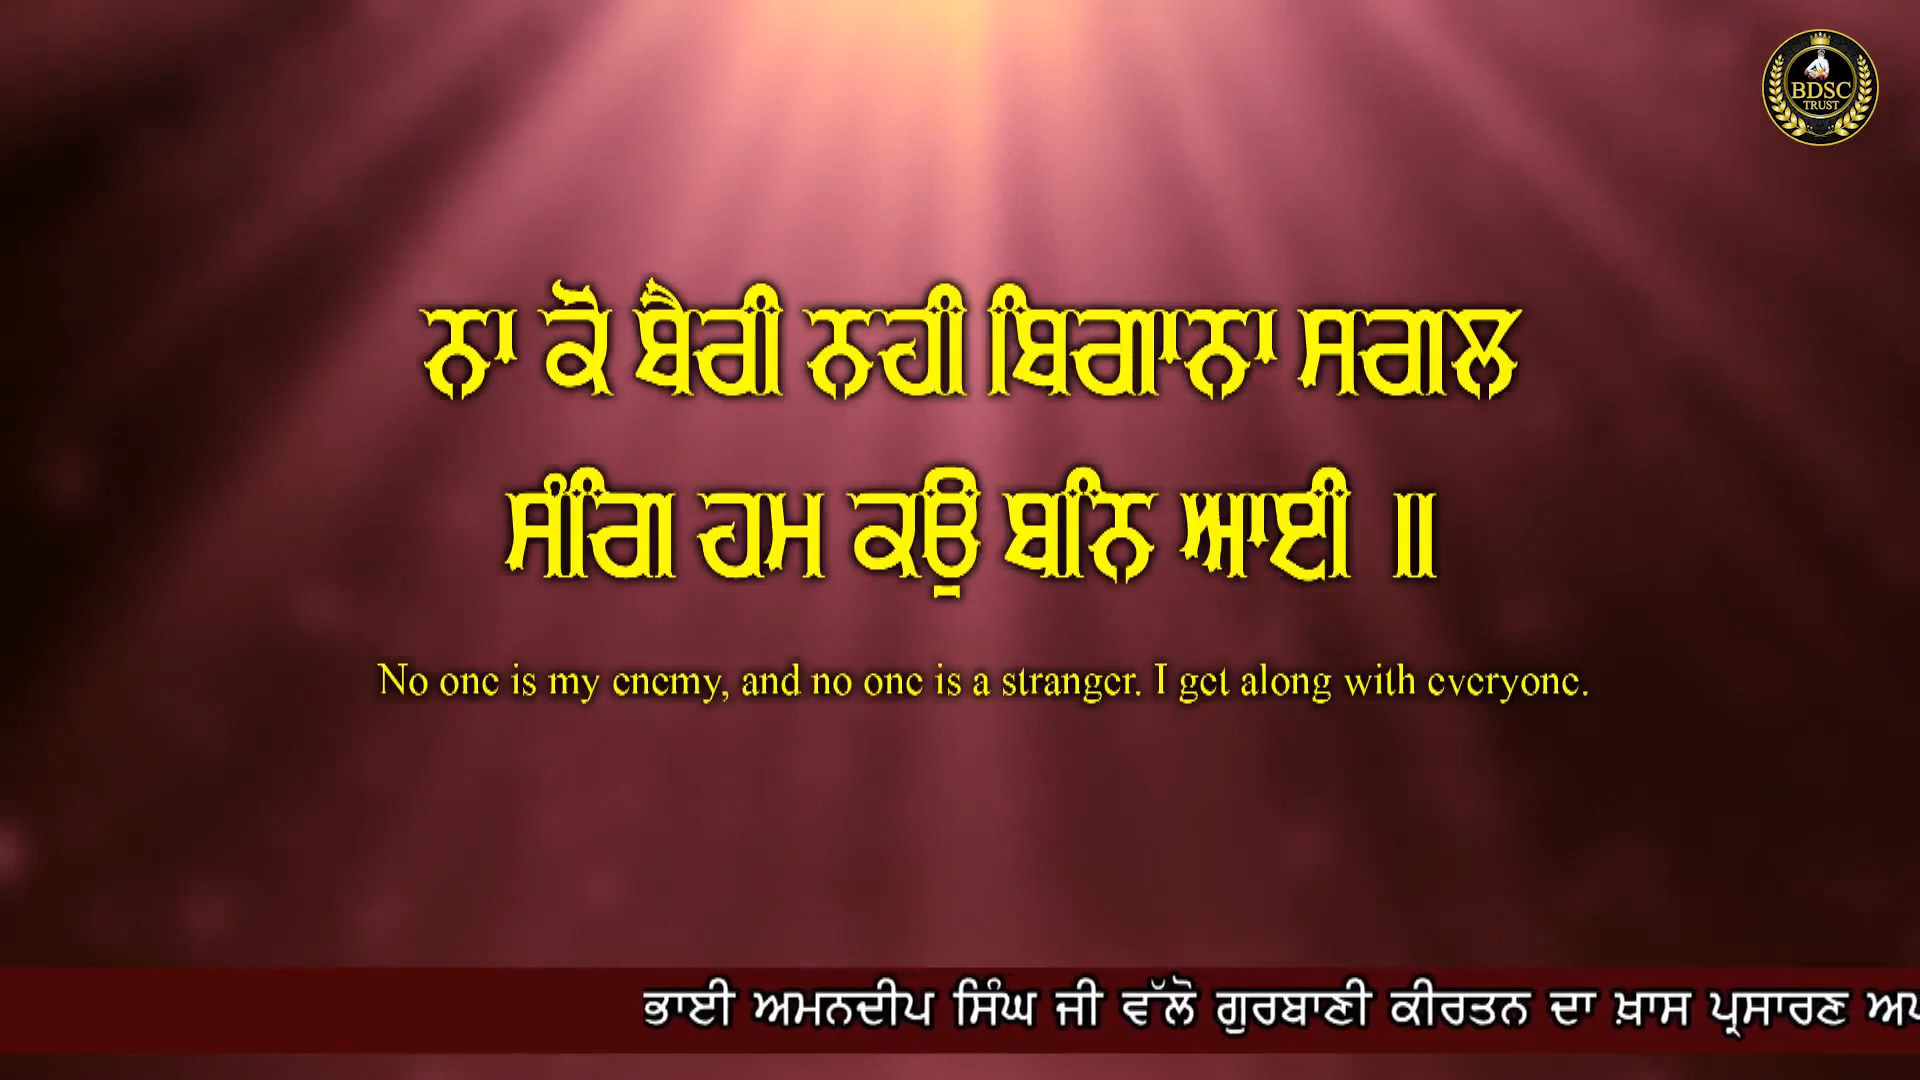 BDSC
TRUST
ਨਾ ਕੋ ਬੈਰੀ ਨਹੀ ਬਿਗਾਨਾ ਸਗਲ
ਸੰਗਿ ਹਮ ਕਉ ਬਨਿ ਆਈ ॥
No one is my enemy, and no one is a stranger. I get along with everyone.
ਭਾਈ ਅਮਨਦੀਪ ਸਿੰਘ ਜੀ ਵੱਲੋ ਗੁਰਬਾਣੀ ਕੀਰਤਨ ਦਾ ਖ਼ਾਸ ਪ੍ਰਸਾਰਣ